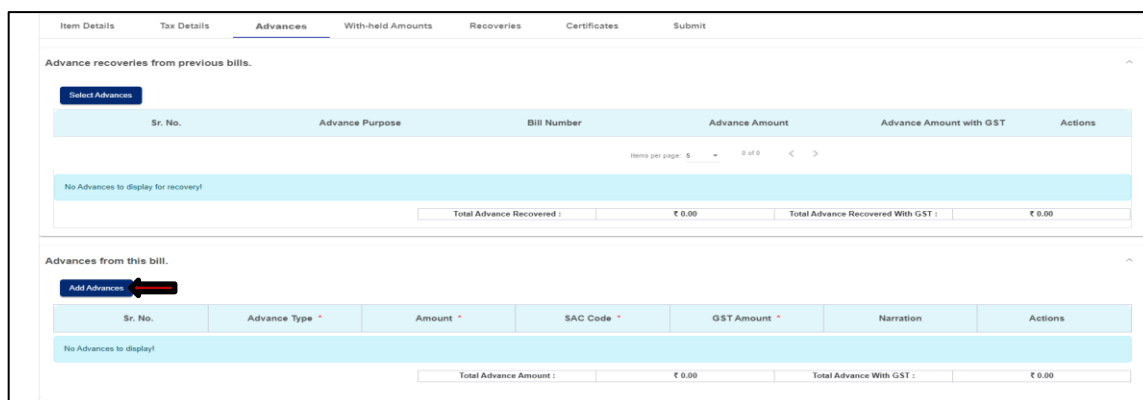 Item Details Tax Details Advances With-held Amounts Recoveries Certificates Submit
Advance recoveries from previous bills.
Select Advances
Sr. No. Advance Purpose Bill Number Advance Amount Advance Amount with GST Actions
Items per page: 5 0 of 0
No Advances to display for recovery!
Total Advance Recovered : ₹ 0.00 Total Advance Recovered With GST : ₹ 0.00
Advances from this bill.
Add Advances
Sr. No. Advance Type * Amount * SAC Code * GST Amount * Narration Actions
No Advances to display!
Total Advance Amount : ₹ 0.00 Total Advance With GST : ₹ 0.00